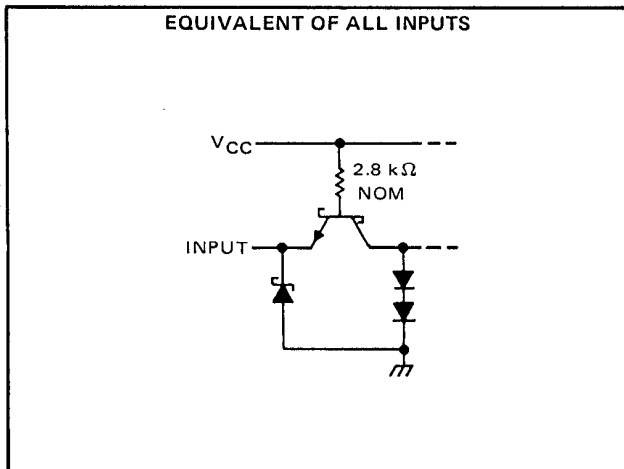 EQUIVALENT OF ALL INPUTS
VCC
2.8 kΩ
NOM
INPUT